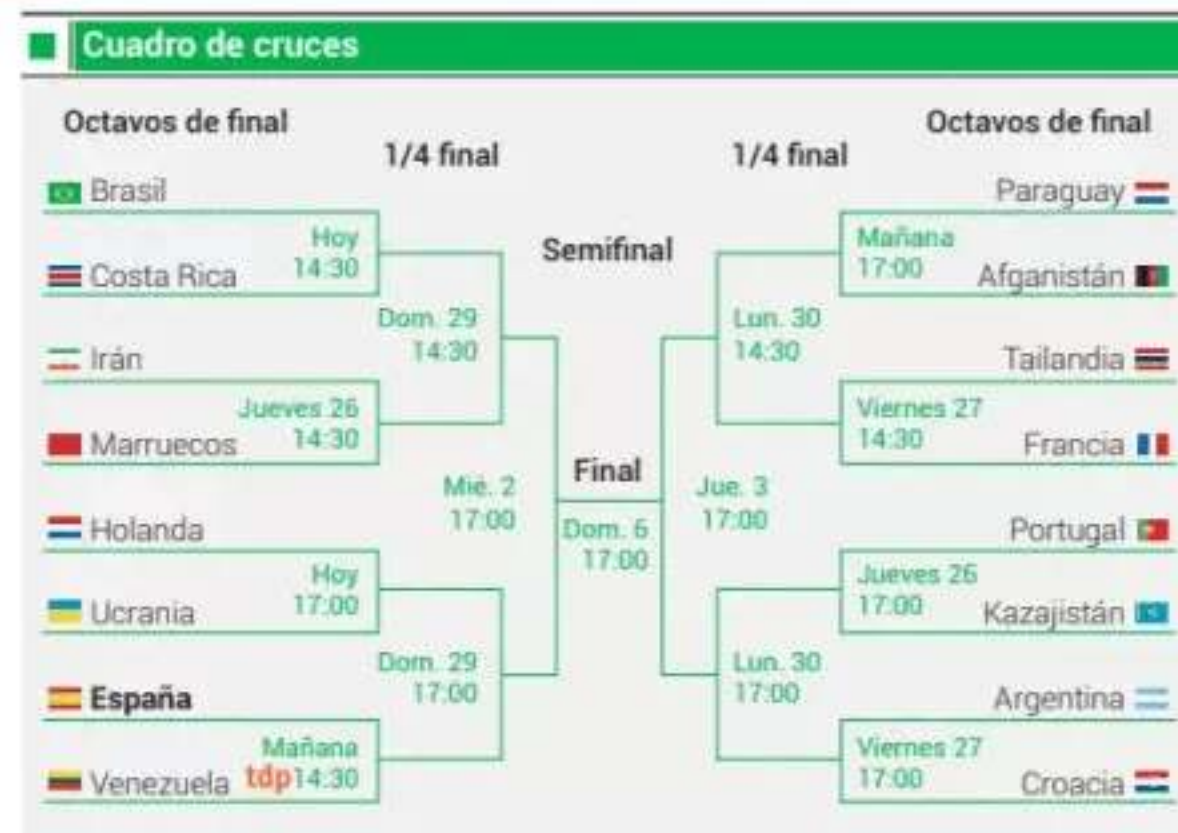 Cuadro de cruces
Octavos de final
1/4 final
Brasil
Hoy
14:30
Costa Rica
Dom. 29
14:30
Irán
Jueves 26
14:30
Marruecos
Mié. 2
17:00
Holanda
Hoy
17:00
Ucrania
Dom. 29
17:00
España
Mañana
tdp14:30
Venezuela
Semifinal
Final
Dom. 6
17:00
Octavos de final
1/4 final
Paraguay
Mañana
17:00
Afganistán
Lun. 30
14:30
Tailandia
Viernes 27
14:30
Francia
Jue. 3
17:00
Portugal
Jueves 26
17:00
Kazajistán
Lun. 30
17:00
Argentina
Viernes 27
17:00
Croacia